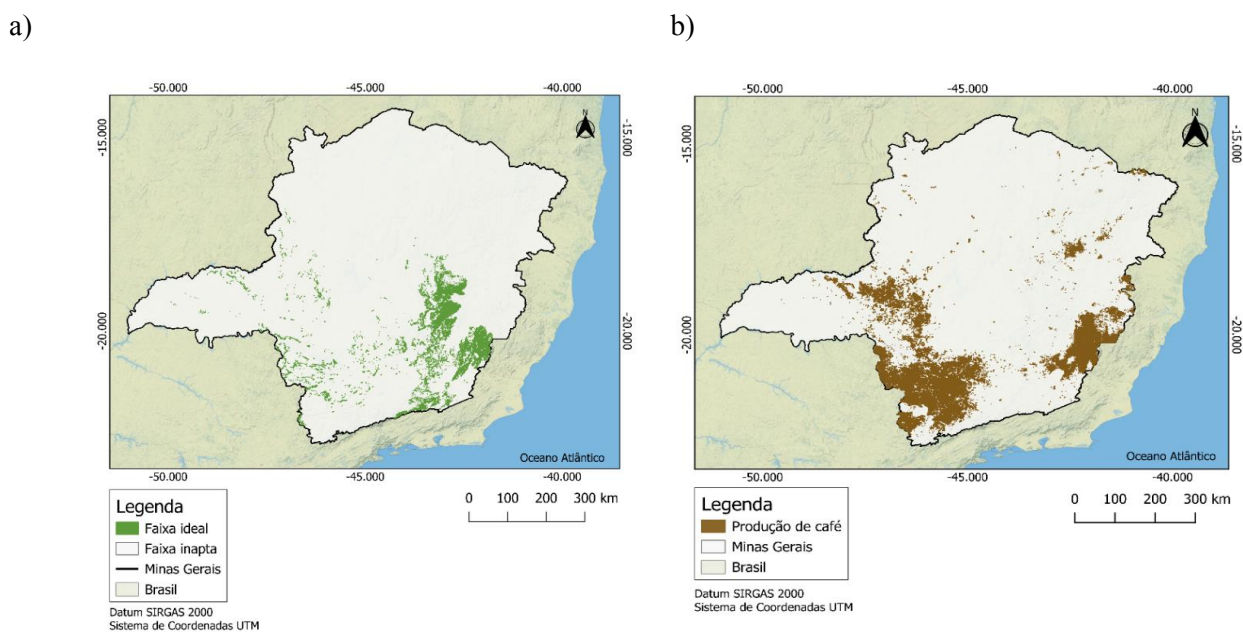 a)
b)
-50.000 -45.000 -40.000
-15.000
-15.000
-20.000
-20.000
N
Oceano Atlântico
-50.000 -45.000 -40.000
Legenda
Faixa ideal
Faixa inapta
Minas Gerais
Brasil
0 100 200 300 km
Datum SIRGAS 2000
Sistema de Coordenadas UTM
-50.000 -45.000 -40.000
-15.000
-15.000
-20.000
-20.000
N
Oceano Atlântico
-50.000 -45.000 -40.000
Legenda
Produção de café
Minas Gerais
Brasil
0 100 200 300 km
Datum SIRGAS 2000
Sistema de Coordenadas UTM